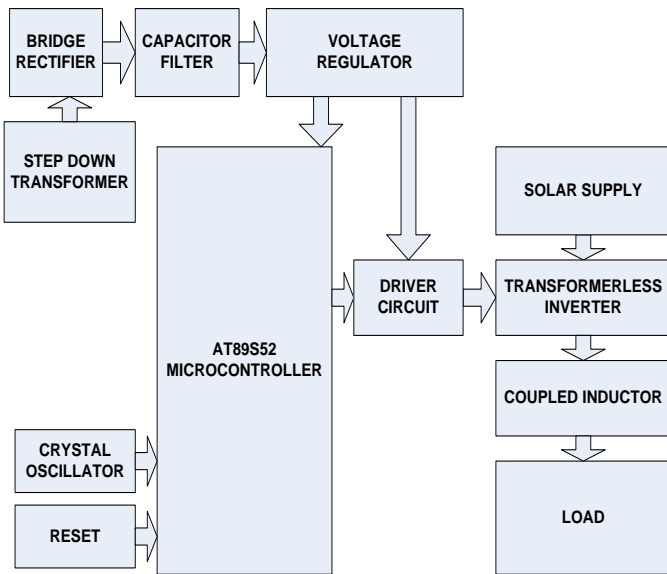 BRIDGE
RECTIFIER
CAPACITOR
FILTER
VOLTAGE
REGULATOR
STEP DOWN
TRANSFORMER
SOLAR SUPPLY
DRIVER
CIRCUIT
TRANSFORMERLESS
INVERTER
AT89S52
MICROCONTROLLER
COUPLED INDUCTOR
CRYSTAL
OSCILLATOR
RESET
LOAD